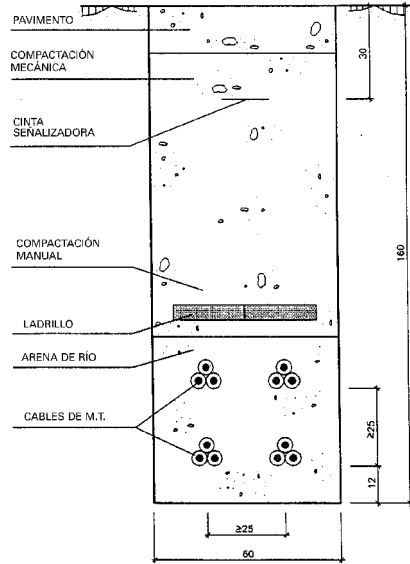 PAVIMENTO
COMPACTACIÓN
MECÁNICA
CINTA
SEÑALIZADORA
COMPACTACIÓN
MANUAL
LADRILLO
ARENA DE RÍO
CABLES DE M.T.
30
160
≥25
12
≥25
60